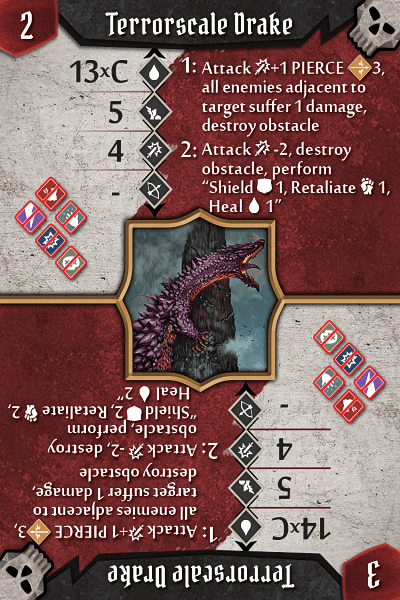 2
Terrorscale Drake
13xC
5
4
-
1: Attack +1 PIERCE 3,
all enemies adjacent to
target suffer 1 damage,
destroy obstacle
2: Attack -2, destroy
obstacle, perform
“Shield 1, Retaliate 1,
Heal 1”
3
Terrorscale Drake
14xC
5
4
-
1: Attack +1 PIERCE 3,
all enemies adjacent to
target suffer 1 damage,
destroy obstacle
2: Attack -2, destroy
obstacle, perform
“Shield 2, Retaliate 2,
Heal 2”